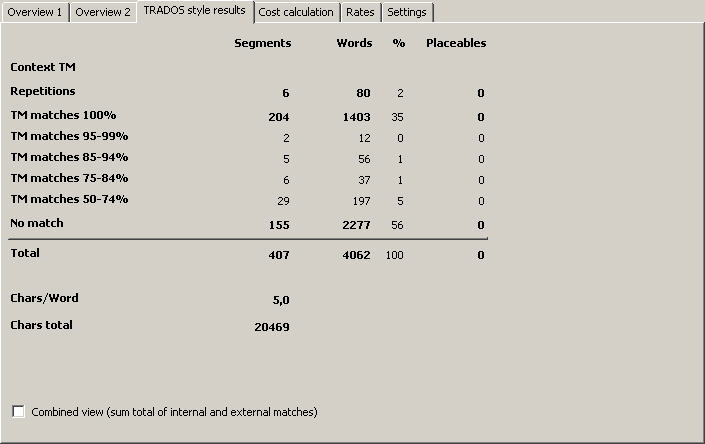 Overview 1 Overview 2 TRADOS style results Cost calculation Rates Settings
Segments Words % Placeables
Context TM
Repetitions 6 80 2 0
TM matches 100% 204 1403 35 0
TM matches 95-99% 2 12 0 0
TM matches 85-94% 5 56 1 0
TM matches 75-84% 6 37 1 0
TM matches 50-74% 29 197 5 0
No match 155 2277 56 0
Total 407 4062 100 0
Chars/Word 5,0
Chars total 20469
Combined view (sum total of internal and external matches)